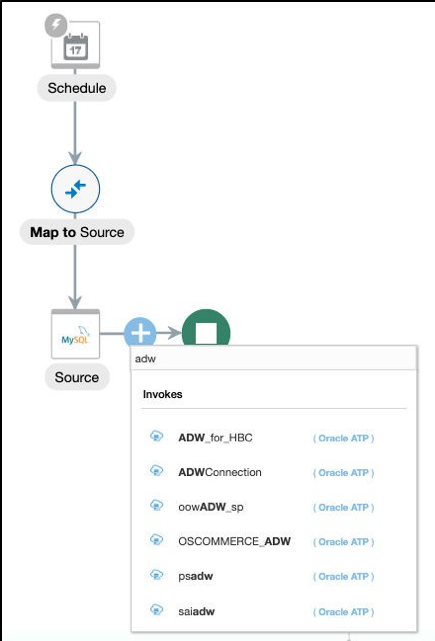 17
Schedule
Map to Source
MySQL
Source
adw
Invokes
ADW_for_HBC ( Oracle ATP )
ADWConnection ( Oracle ATP )
oowADW_sp ( Oracle ATP )
OSCOMMERCE_ADW ( Oracle ATP )
psadw ( Oracle ATP )
saiadw ( Oracle ATP )